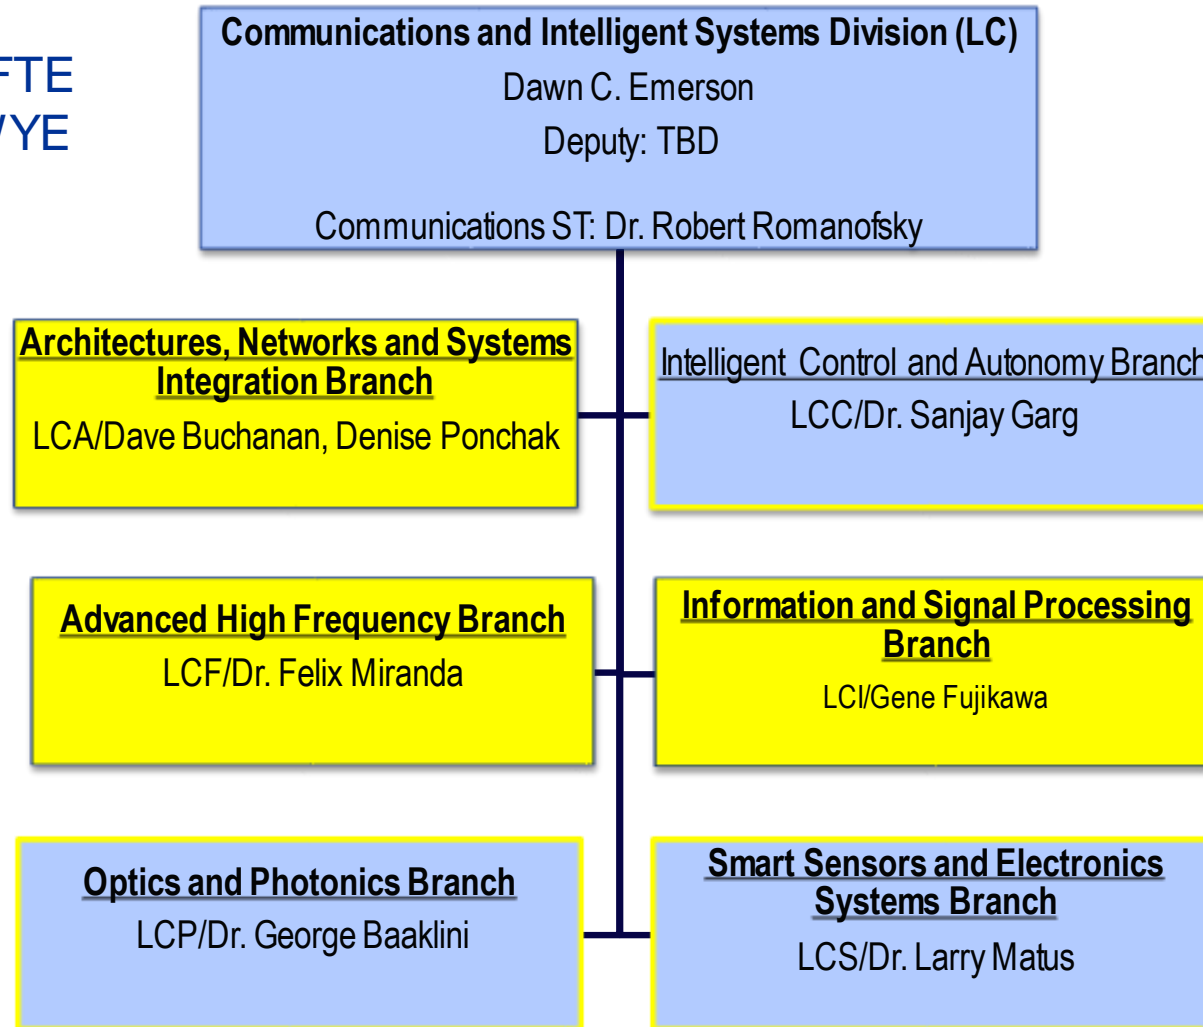 FTE
WYE
Communications and Intelligent Systems Division (LC)
Dawn C. Emerson
Deputy: TBD
Communications ST: Dr. Robert Romanofsky
Architectures, Networks and Systems
Integration Branch
LCA/Dave Buchanan, Denise Ponchak
Intelligent Control and Autonomy Branch
LCC/Dr. Sanjay Garg
Advanced High Frequency Branch
LCF/Dr. Felix Miranda
Information and Signal Processing
Branch
LCI/Gene Fujikawa
Optics and Photonics Branch
LCP/Dr. George Baaklini
Smart Sensors and Electronics
Systems Branch
LCS/Dr. Larry Matus